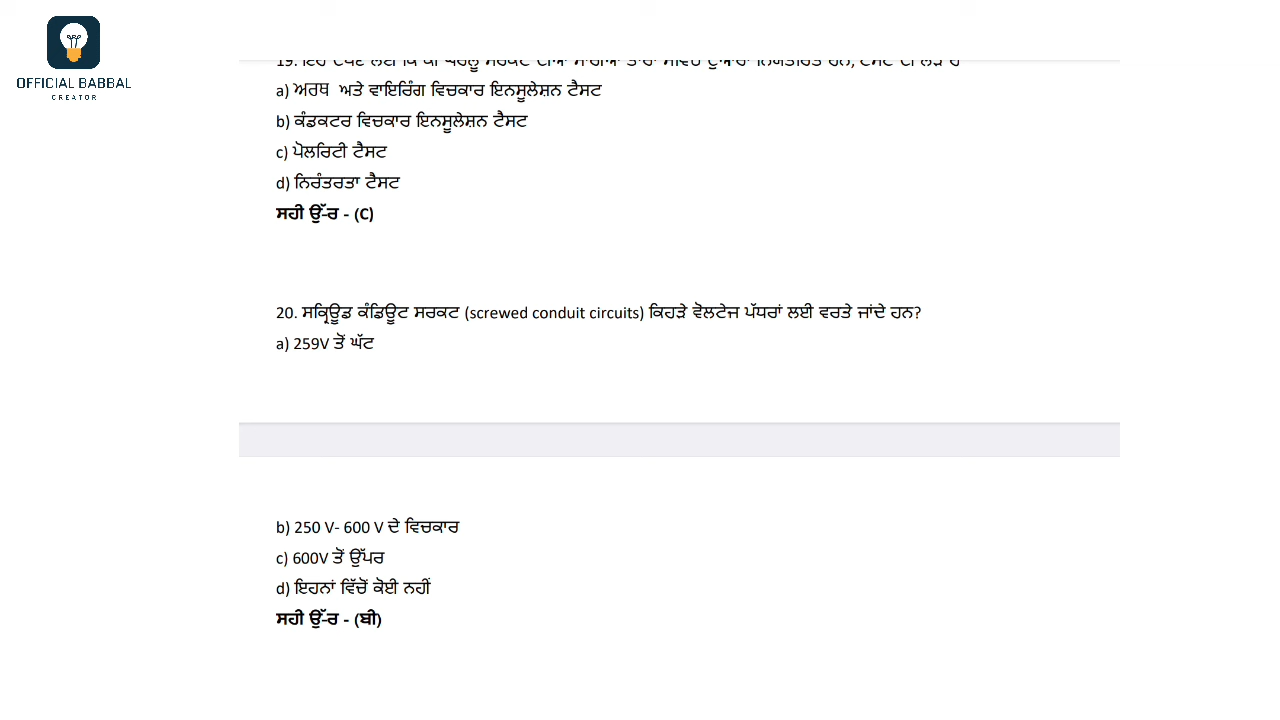 OFFICIAL BABBAL
CREATOR
19.
a) ਅਰਥ ਅਤੇ ਵਾਇਰਿੰਗ ਵਿਚਕਾਰ ਇਨਸੂਲੇਸ਼ਨ ਟੈਸਟ
b) ਕੰਡਕਟਰ ਵਿਚਕਾਰ ਇਨਸੂਲੇਸ਼ਨ ਟੈਸਟ
c) ਪੋਲਰਿਟੀ ਟੈਸਟ
d) ਨਿਰੰਤਰਤਾ ਟੈਸਟ
ਸਹੀ ਉੱ-ਰ - (C)
20. ਸਕ੍ਰਿਊਡ ਕੰਡਿਊਟ ਸਰਕਟ (screwed conduit circuits) ਕਿਹੜੇ ਵੋਲਟੇਜ ਪੱਧਰਾਂ ਲਈ ਵਰਤੇ ਜਾਂਦੇ ਹਨ?
a) 259V ਤੋਂ ਘੱਟ
b) 250 V- 600 V ਦੇ ਵਿਚਕਾਰ
c) 600V ਤੋਂ ਉੱਪਰ
d) ਇਹਨਾਂ ਵਿੱਚੋਂ ਕੋਈ ਨਹੀਂ
ਸਹੀ ਉੱ-ਰ - (ਬੀ)